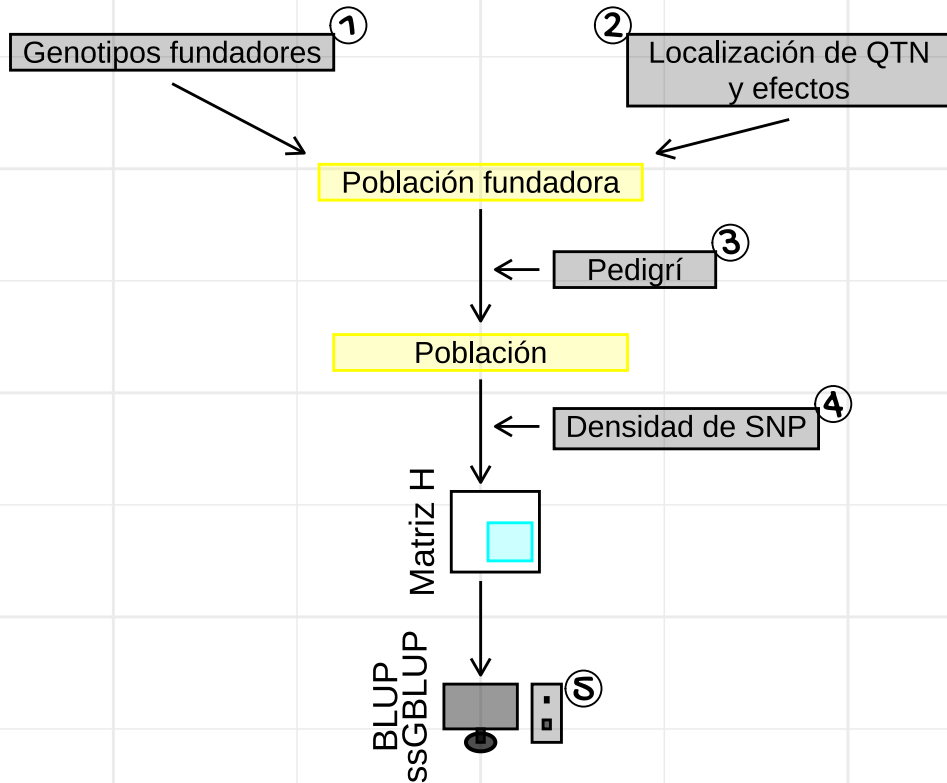 1
Genotipos fundadores
2
Localización de QTN
y efectos
Población fundadora
3
Pedigrí
Población
4
Densidad de SNP
Matriz H
BLUP
ssGBLUP
5